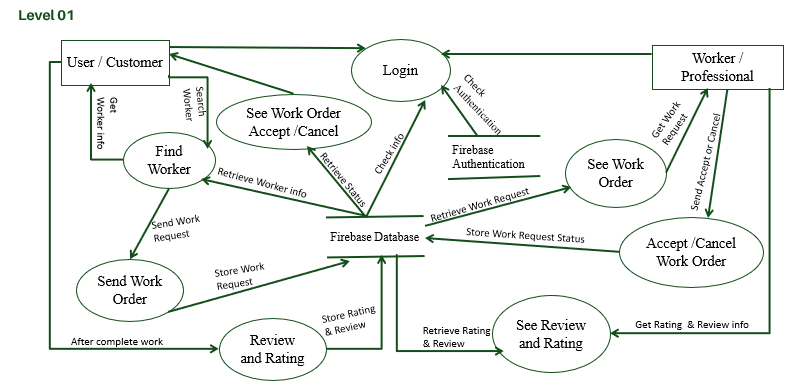 Level 01
User / Customer
Login
Worker /
Professional
Get
Worker info
Search
Worker
See Work Order
Accept /Cancel
Check
Authentication
Firebase
Authentication
Find
Worker
Retrieve Worker info
Retrieve Status
Check info
See Work
Order
Get Work
Request
Send Accept or Cancel
Retrieve Work Request
Send Work
Request
Firebase Database
Store Work Request Status
Accept /Cancel
Work Order
Send Work
Order
Store Work
Request
Store Rating
& Review
After complete work
Review
and Rating
Retrieve Rating
& Review
See Review
and Rating
Get Rating & Review info